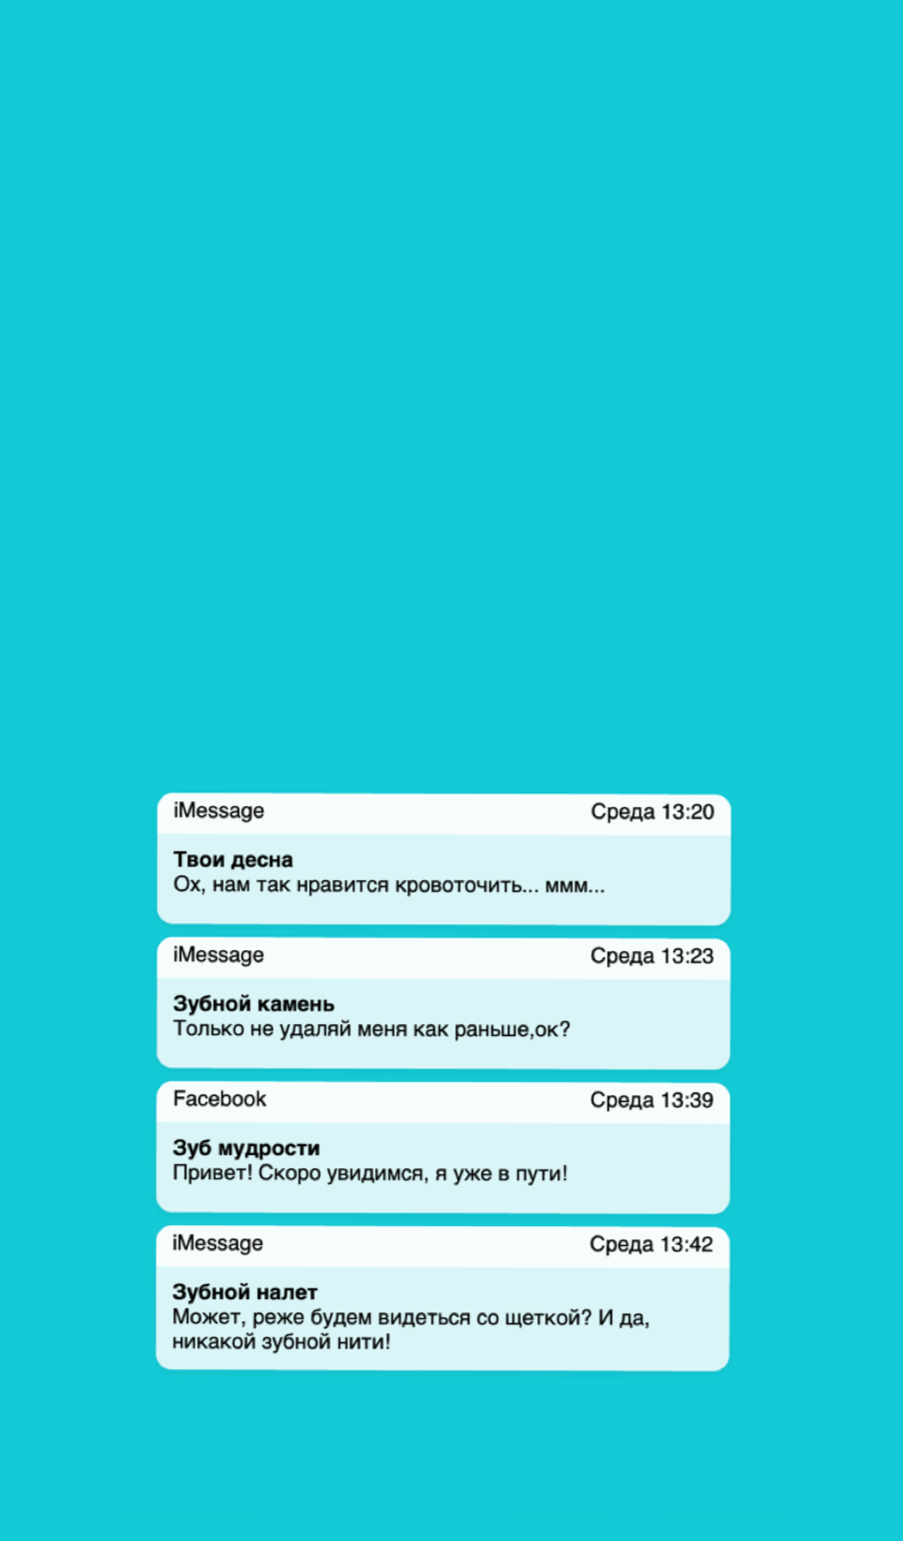 iMessage Среда 13:20
Твои десна
Ох, нам так нравится кровоточить... ммм...
iMessage Среда 13:23
Зубной камень
Только не удаляй меня как раньше,ок?
Facebook Среда 13:39
Зуб мудрости
Привет! Скоро увидимся, я уже в пути!
iMessage Среда 13:42
Зубной налет
Может, реже будем видеться со щеткой? И да,
никакой зубной нити!